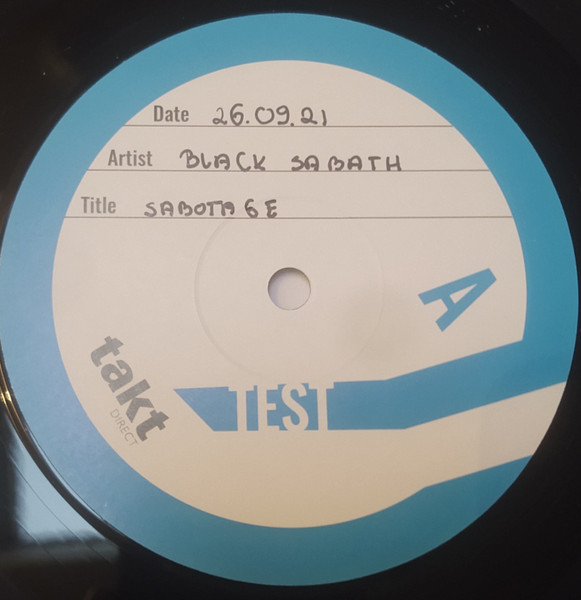 Date 26.09.21
Artist BLACK SABATH
Title SABOTAGE
A
takt
DIRECT
TEST